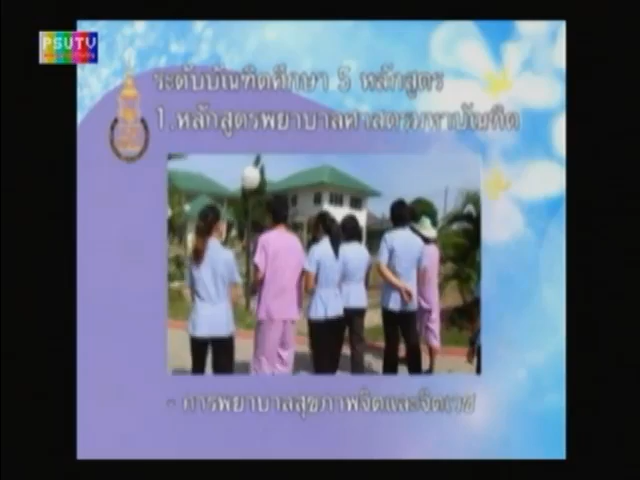 PSUTV
ระดับบัณฑิตศึกษา 5 หลักสูตร
1.หลักสูตรพยาบาลศาสตรมหาบัณฑิต
- การพยาบาลสุขภาพจิตและจิตเวช